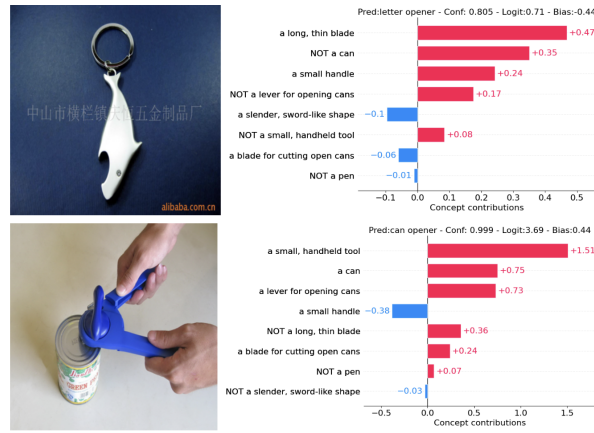 Pred:letter opener - Conf: 0.805 - Logit:0.71 - Bias:-0.44
a long, thin blade
+0.47
NOT a can
+0.35
a small handle
+0.24
NOT a lever for opening cans
+0.17
a slender, sword-like shape
−0.1
NOT a small, handheld tool
+0.08
a blade for cutting open cans
−0.06
NOT a pen
−0.01
0.0 0.1 0.2 0.3 0.4 0.5
Concept contributions
中山市横栏镇天恒五金制品厂
alibaba.com.cn
Pred:can opener - Conf: 0.999 - Logit:3.69 - Bias:0.44
a small, handheld tool
+1.51
a can
+0.75
a lever for opening cans
+0.73
a small handle
−0.38
NOT a long, thin blade
+0.36
a blade for cutting open cans
+0.24
NOT a pen
+0.07
NOT a slender, sword-like shape
−0.03
−0.5 0.0 0.5 1.0 1.5
Concept contributions
GREEN